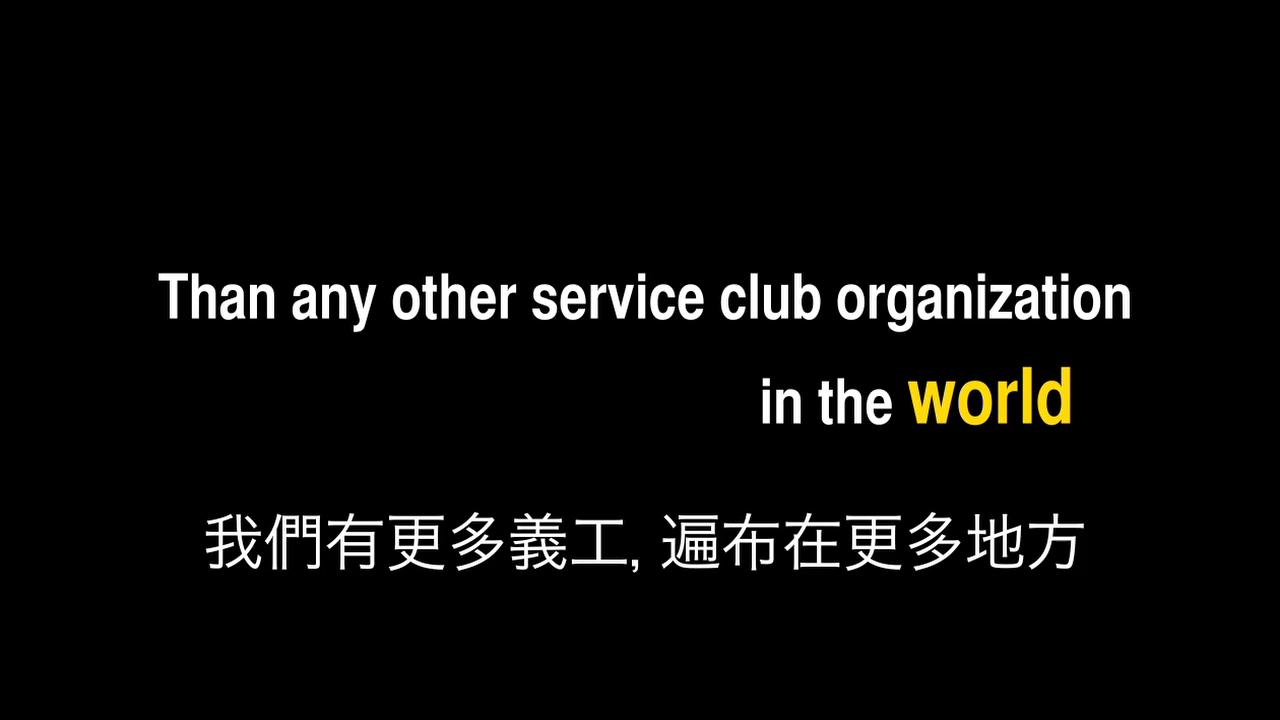 Than any other service club organization
in the world
我們有更多義工, 遍布在更多地方